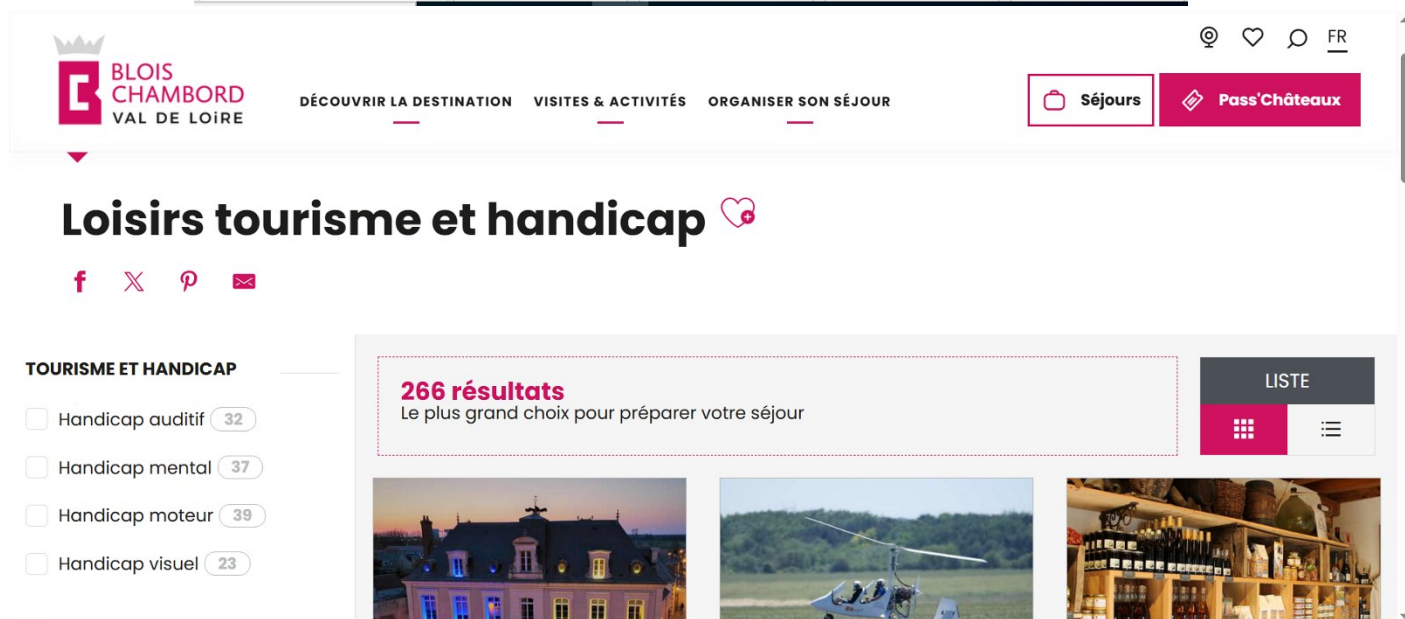 FR
BLOIS
CHAMBORD
VAL DE LOiRE
DÉCOUVRIR LA DESTINATION VISITES & ACTIVITÉS ORGANISER SON SÉJOUR
Séjours
Pass'Châteaux
Loisirs tourisme et handicap
TOURISME ET HANDICAP
Handicap auditif 32
Handicap mental 37
Handicap moteur 39
Handicap visuel 23
266 résultats
Le plus grand choix pour préparer votre séjour
LISTE